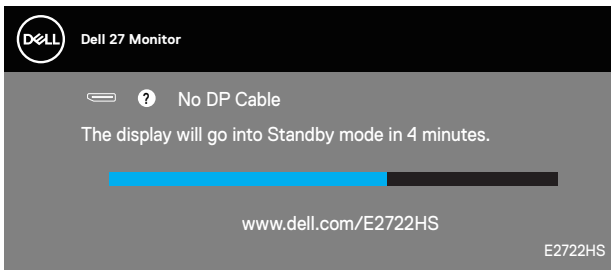 DELL
Dell 27 Monitor
? No DP Cable
The display will go into Standby mode in 4 minutes.
www.dell.com/E2722HS
E2722HS